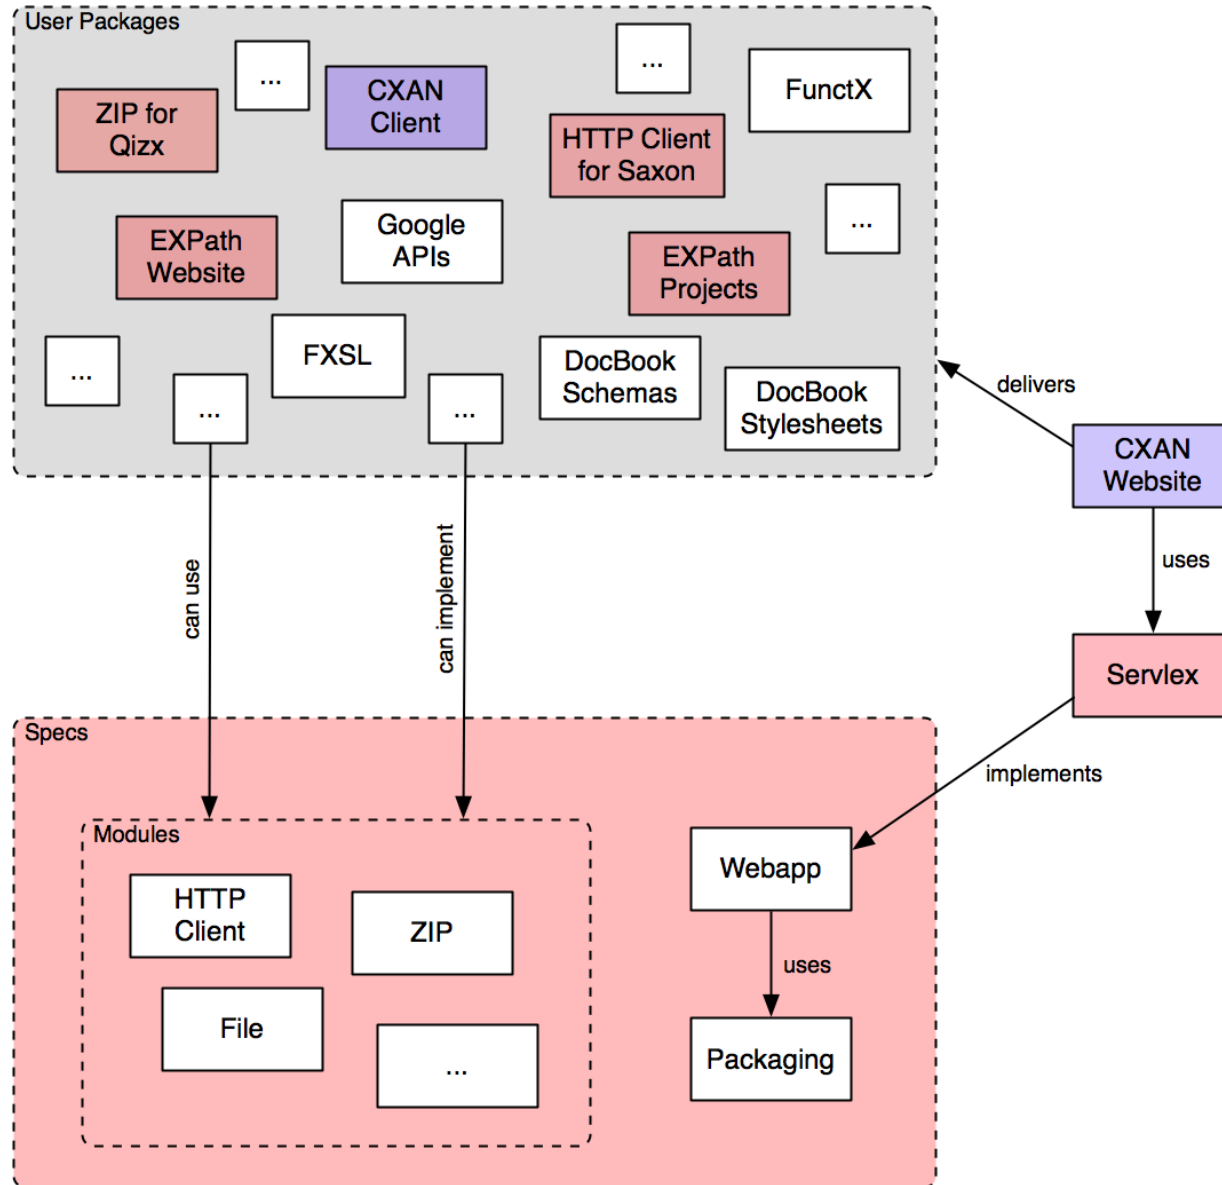 User Packages
...
CXAN
Client
...
FunctX
ZIP for
Qizx
HTTP Client
for Saxon
Google
APIs
...
EXPath
Website
EXPath
Projects
...
FXSL
DocBook
Schemas
...
...
DocBook
Stylesheets
delivers
CXAN
Website
can use
can implement
uses
Servlex
Specs
implements
Modules
HTTP
Client
ZIP
Webapp
uses
File
...
Packaging